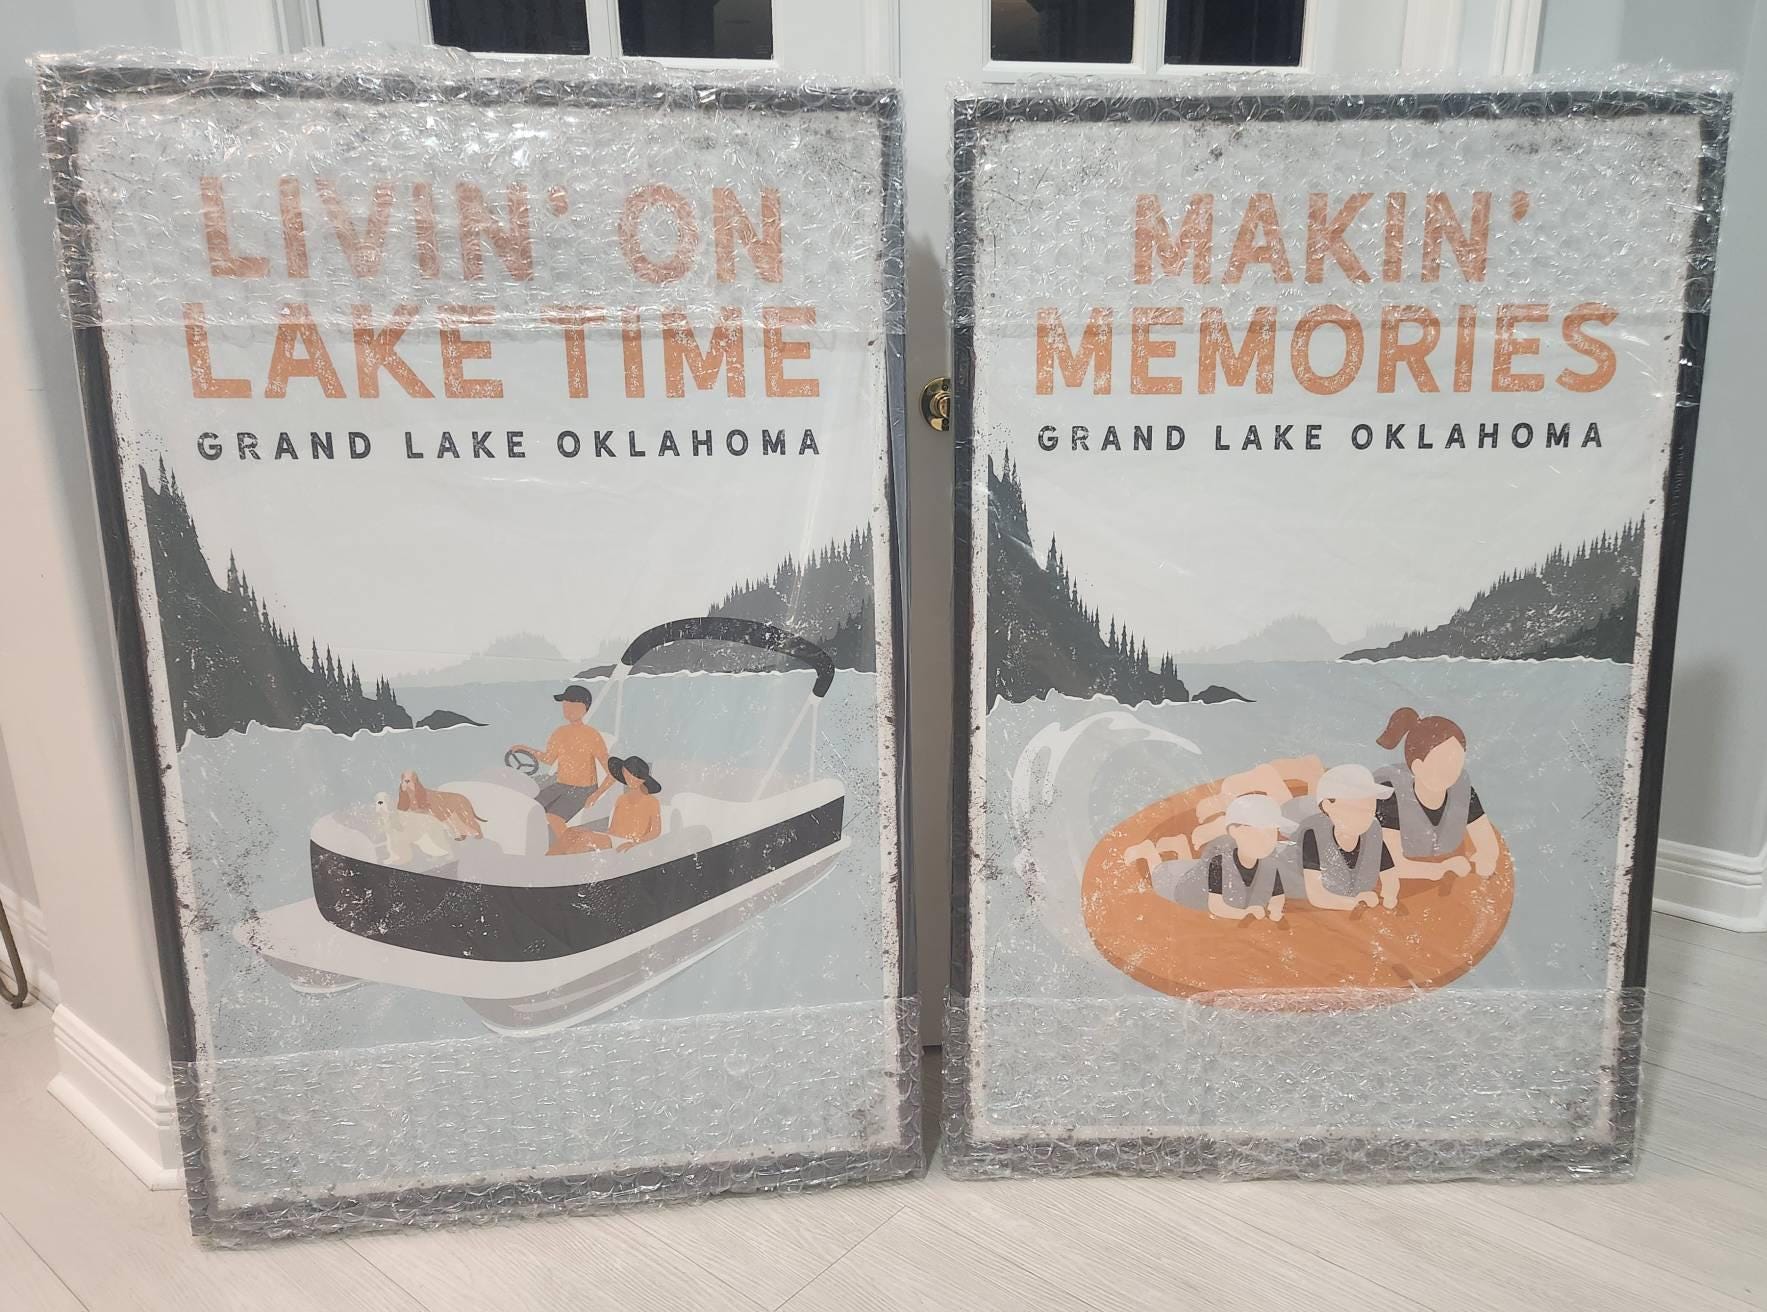 LIVIN' ON
LAKE TIME
GRAND LAKE OKLAHOMA
MAKIN'
MEMORIES
GRAND LAKE OKLAHOMA